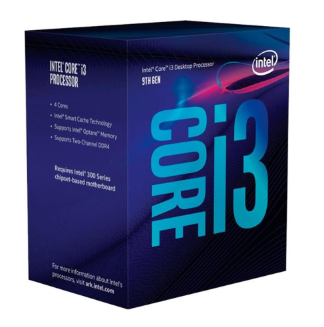 INTEL® CORE™ i3
PROCESSOR
• 4 Cores
• Intel® Smart Cache Technology
• Supports Intel® Optane™ Memory
• Supports Two-Channel DDR4
Requires Intel® 300 Series
chipset-based motherboard
For more information about Intel's
processors, visit ark.intel.com
Intel® Core™ i3 Desktop Processor
9TH GEN
intel
CORE
i3